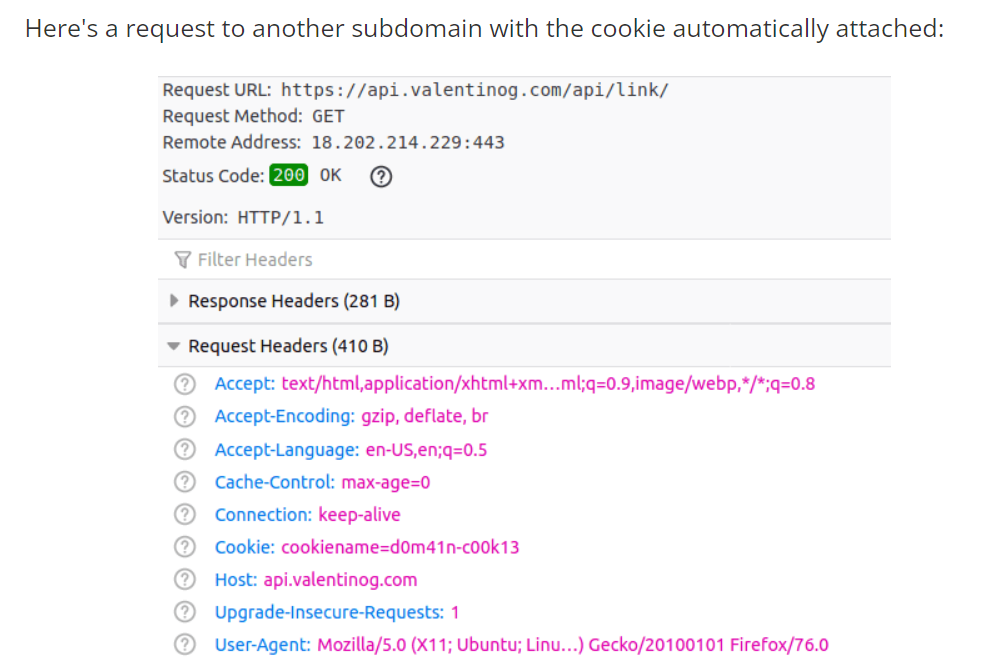 Here's a request to another subdomain with the cookie automatically attached:
Request URL: https://api.valentinog.com/api/link/
Request Method: GET
Remote Address: 18.202.214.229:443
Status Code: 200 OK ?
Version: HTTP/1.1
Filter Headers
Response Headers (281 B)
Request Headers (410 B)
? Accept: text/html,application/xhtml+xm...ml;q=0.9,image/webp,*/*;q=0.8
? Accept-Encoding: gzip, deflate, br
? Accept-Language: en-US,en;q=0.5
? Cache-Control: max-age=0
? Connection: keep-alive
? Cookie: cookiename=d0m41n-c00k13
? Host: api.valentinog.com
? Upgrade-Insecure-Requests: 1
? User-Agent: Mozilla/5.0 (X11; Ubuntu; Linu...) Gecko/20100101 Firefox/76.0